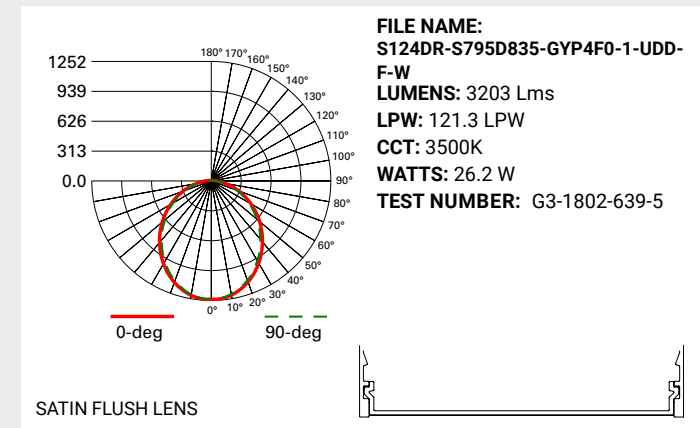 1252
939
626
313
0.0
180° 170° 160° 150° 140° 130° 120° 110° 100° 90° 80° 70° 60° 50° 40° 30° 20° 10° 0°
0-deg
90-deg
SATIN FLUSH LENS
FILE NAME:
S124DR-S795D835-GYP4F0-1-UDD-
F-W
LUMENS: 3203 Lms
LPW: 121.3 LPW
CCT: 3500K
WATTS: 26.2 W
TEST NUMBER: G3-1802-639-5